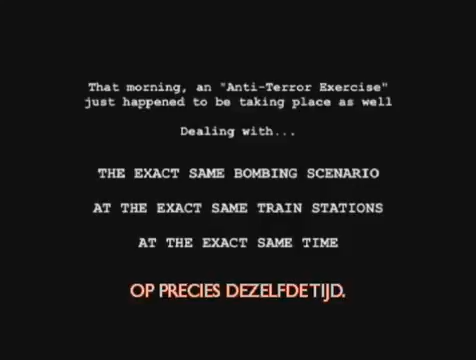 That morning, an "Anti-Terror Exercise"
just happened to be taking place as well
Dealing with...
THE EXACT SAME BOMBING SCENARIO
AT THE EXACT SAME TRAIN STATIONS
AT THE EXACT SAME TIME
OP PRECIES DEZELFDETIJD.